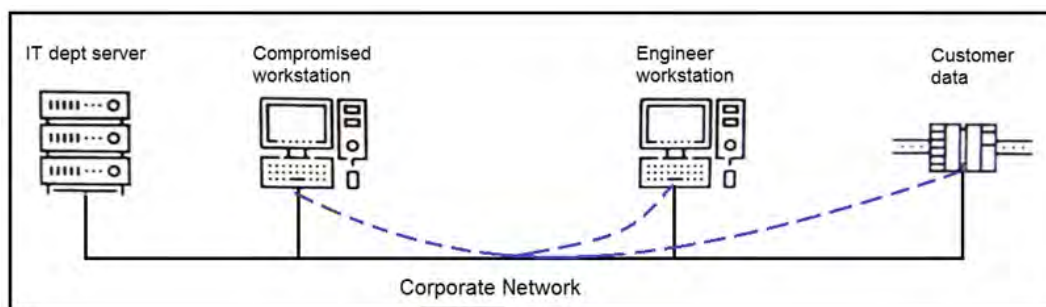 IT dept server
Compromised
workstation
Engineer
workstation
Customer
data
Corporate Network